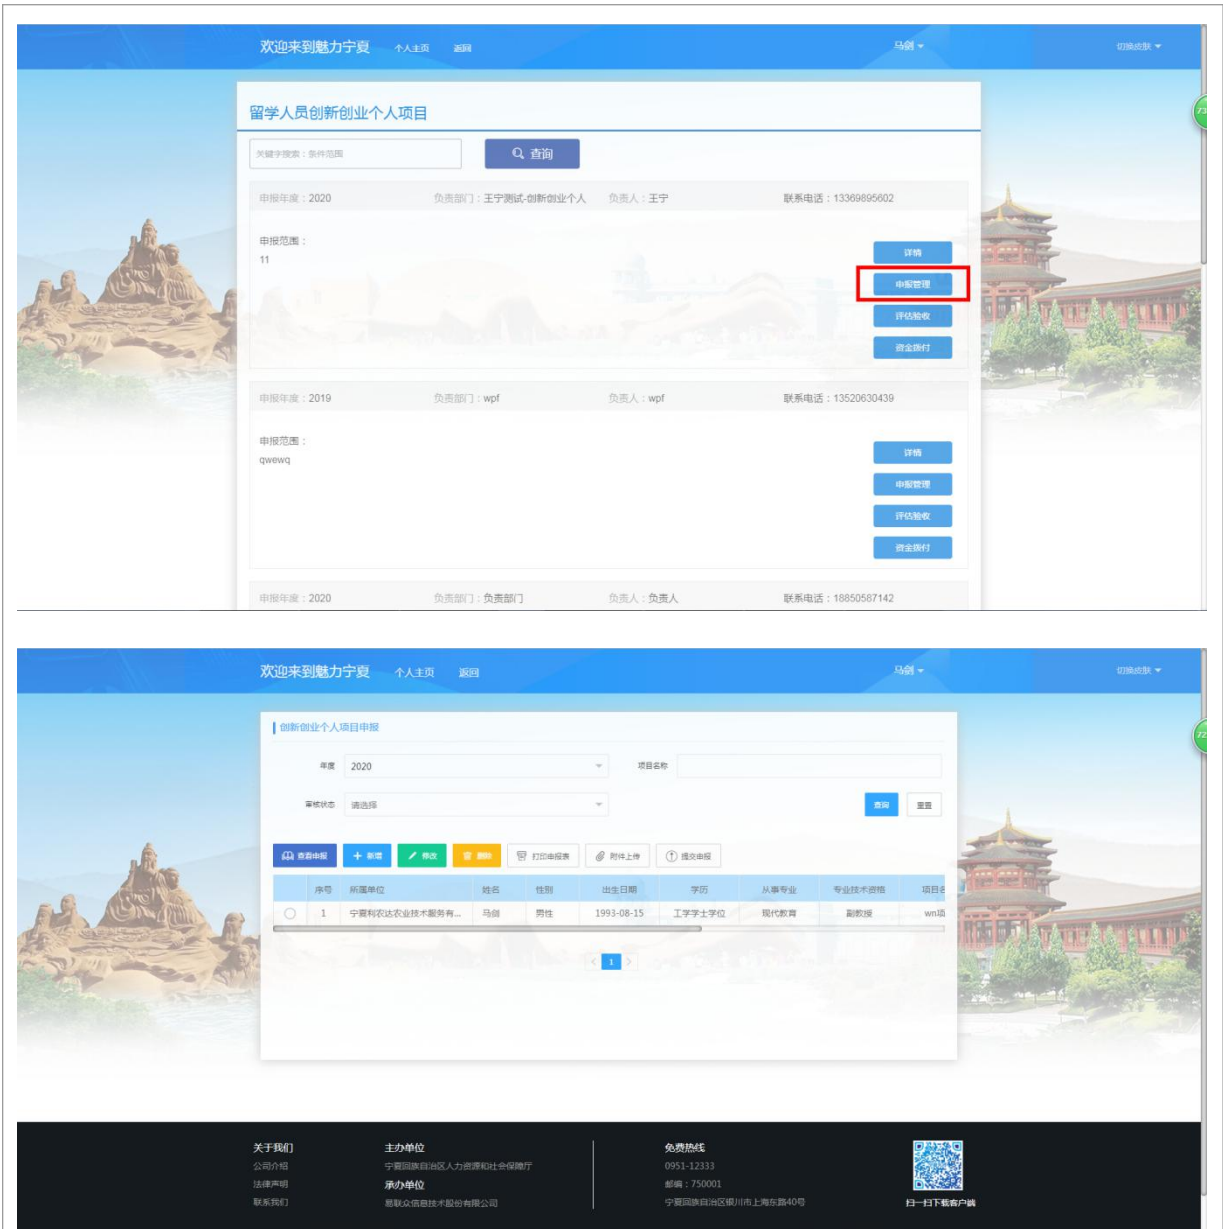 欢迎来到魅力宁夏 个人主页 返回 马剑 切换皮肤
留学人员创新创业个人项目
关键字搜索：条件范围 查询
申报年度：2020 负责部门：王宁测试-创新创业个人 负责人：王宁 联系电话：13369895602
申报范围：
11
详情
申报管理
评估验收
资金拨付
申报年度：2019 负责部门：wpf 负责人：wpf 联系电话：13520630439
申报范围：
qwewq
详情
申报管理
评估验收
资金拨付
申报年度：2020 负责部门：负责部门 负责人：负责人 联系电话：18850587142
欢迎来到魅力宁夏 个人主页 返回 马剑 切换皮肤
创新创业个人项目申报
72
年度 2020 项目名称
审核状态 请选择 查询 重置
查看申报 新增 修改 删除 打印申报表 附件上传 提交申报
序号 所属单位 姓名 性别 出生日期 学历 从事专业 专业技术资格 项目名
1 宁夏利农达农业技术服务有... 马剑 男性 1993-08-15 工学学士学位 现代教育 副教授 wn项
1
关于我们 主办单位 免费热线
公司介绍 宁夏回族自治区人力资源和社会保障厅 0951-12333
法律声明 承办单位 邮编：750001
联系我们 易联众信息技术股份有限公司 宁夏回族自治区银川市上海东路40号 扫一扫下载客户端